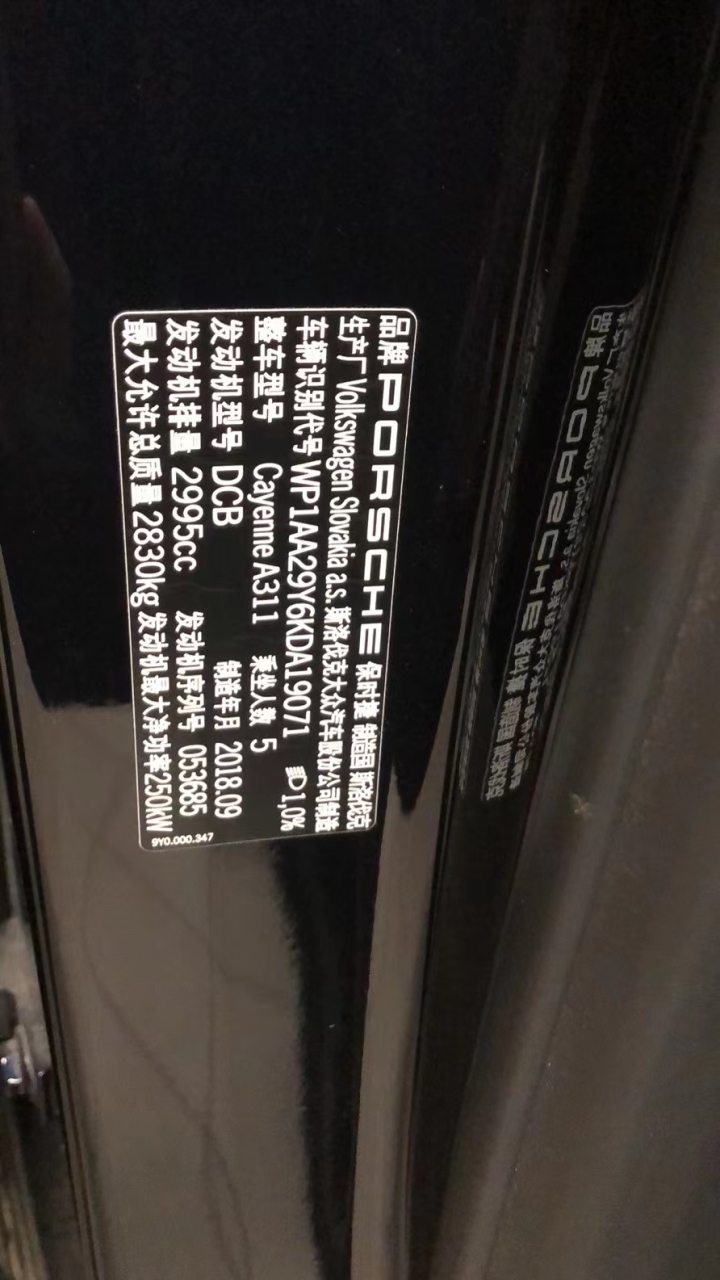 品牌 PORSCHE 保时捷 制造国 斯洛伐克
生产厂 Volkswagen Slovakia a.s. 斯洛伐克大众汽车股份公司制造
车辆识别代号 WP1AA29Y6KDA19071 1,0%
整车型号 Cayenne A311 乘坐人数 5
发动机型号 DCB 制造年月 2018.09
发动机排量 2995cc 发动机序列号 053685
最大允许总质量 2830kg 发动机最大净功率250kW
9Y0.000.347